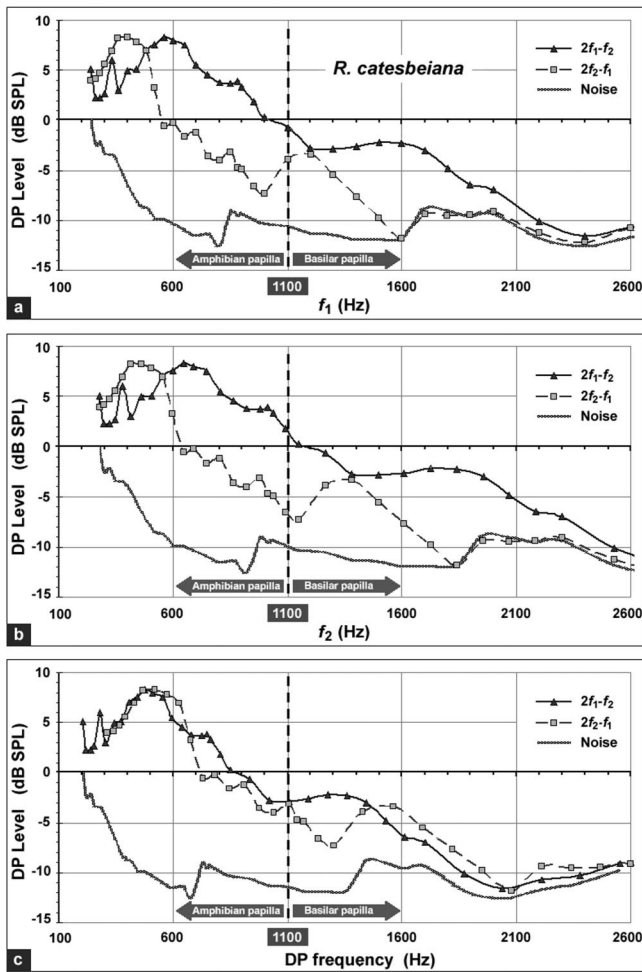 10
5
0
-5
-10
-15
DP Level (dB SPL)
R. catesbeiana
2f₁-f₂
2f₂-f₁
Noise
Amphibian papilla
Basilar papilla
100
600
1100
1600
2100
2600
f₁ (Hz)
a
10
5
0
-5
-10
-15
DP Level (dB SPL)
2f₁-f₂
2f₂-f₁
Noise
Amphibian papilla
Basilar papilla
100
600
1100
1600
2100
2600
f₂ (Hz)
b
10
5
0
-5
-10
-15
DP Level (dB SPL)
2f₁-f₂
2f₂-f₁
Noise
Amphibian papilla
Basilar papilla
100
600
1100
1600
2100
2600
DP frequency (Hz)
c